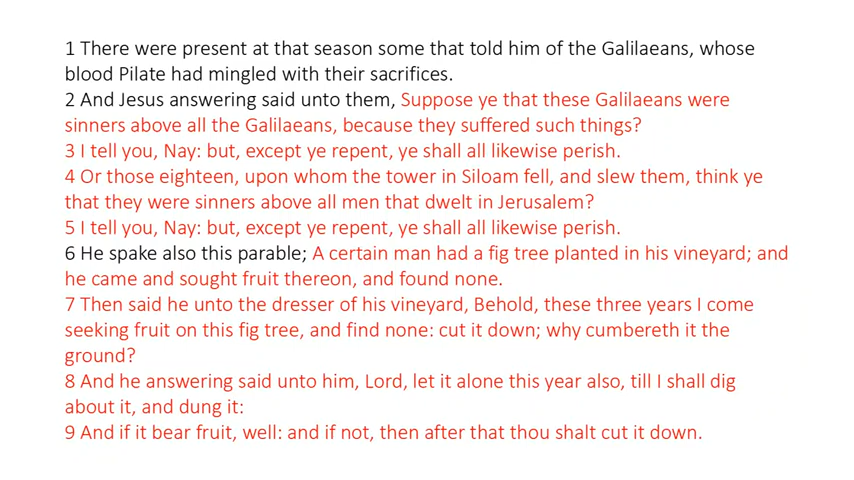 1 There were present at that season some that told him of the Galilaeans, whose
blood Pilate had mingled with their sacrifices.
2 And Jesus answering said unto them, Suppose ye that these Galilaeans were
sinners above all the Galilaeans, because they suffered such things?
3 I tell you, Nay: but, except ye repent, ye shall all likewise perish.
4 Or those eighteen, upon whom the tower in Siloam fell, and slew them, think ye
that they were sinners above all men that dwelt in Jerusalem?
5 I tell you, Nay: but, except ye repent, ye shall all likewise perish.
6 He spake also this parable; A certain man had a fig tree planted in his vineyard; and
he came and sought fruit thereon, and found none.
7 Then said he unto the dresser of his vineyard, Behold, these three years I come
seeking fruit on this fig tree, and find none: cut it down; why cumbereth it the
ground?
8 And he answering said unto him, Lord, let it alone this year also, till I shall dig
about it, and dung it:
9 And if it bear fruit, well: and if not, then after that thou shalt cut it down.